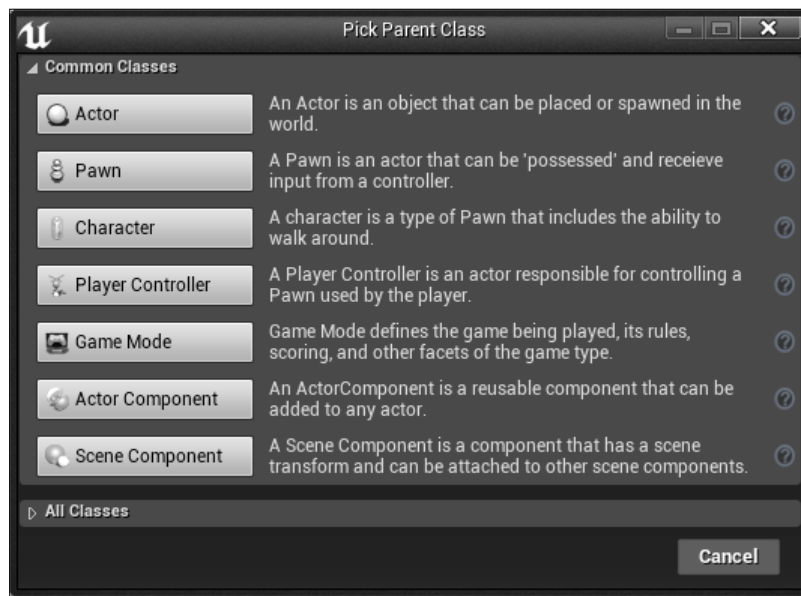 Pick Parent Class
Common Classes
Actor
An Actor is an object that can be placed or spawned in the
world.
Pawn
A Pawn is an actor that can be 'possessed' and receieve
input from a controller.
Character
A character is a type of Pawn that includes the ability to
walk around.
Player Controller
A Player Controller is an actor responsible for controlling a
Pawn used by the player.
Game Mode
Game Mode defines the game being played, its rules,
scoring, and other facets of the game type.
Actor Component
An ActorComponent is a reusable component that can be
added to any actor.
Scene Component
A Scene Component is a component that has a scene
transform and can be attached to other scene components.
All Classes
Cancel